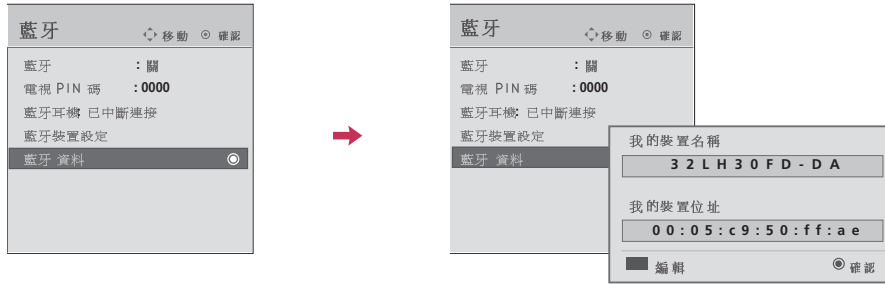 藍牙 移動 確認
藍牙 : 關
電視 PIN 碼 : 0000
藍牙耳機: 已中斷連接
藍牙裝置設定
藍牙 資料
藍牙 移動 確認
藍牙 : 關
電視 PIN 碼 : 0000
藍牙耳機: 已中斷連接
藍牙裝置設定
藍牙 資料
我的裝置名稱
32LH30FD-DA
我的裝置位址
00:05:c9:50:ff:ae
編輯 確認